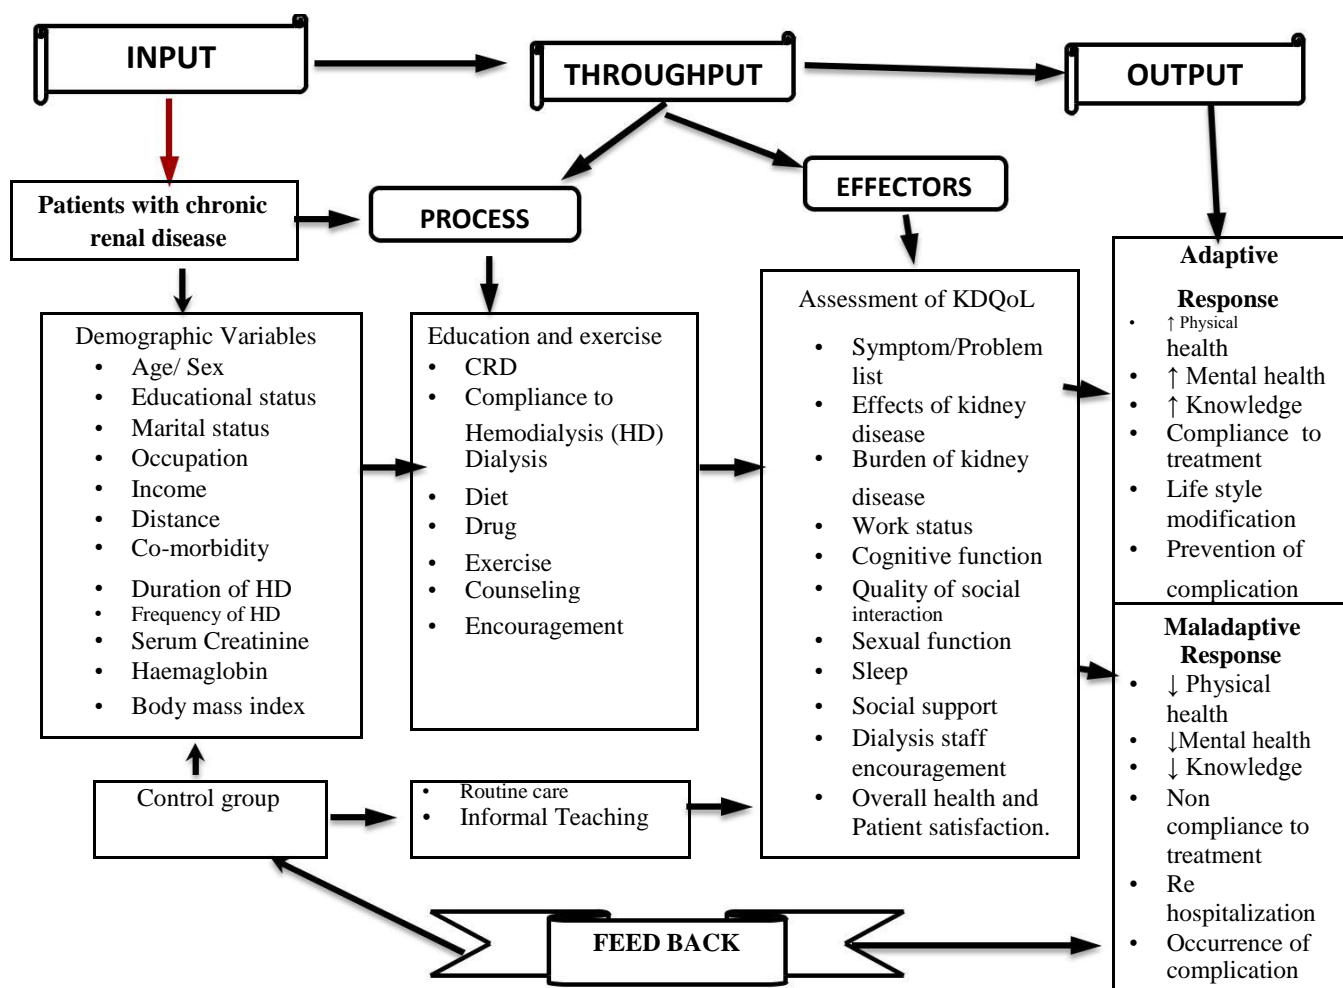 INPUT
THROUGHPUT
OUTPUT
Patients with chronic
renal disease
PROCESS
EFFECTORS
Demographic Variables
• Age/ Sex
• Educational status
• Marital status
• Occupation
• Income
• Distance
• Co-morbidity
• Duration of HD
• Frequency of HD
• Serum Creatinine
• Haemaglobin
• Body mass index
Education and exercise
• CRD
• Compliance to
Hemodialysis (HD)
Dialysis
• Diet
• Drug
• Exercise
• Counseling
• Encouragement
Assessment of KDQoL
• Symptom/Problem
list
• Effects of kidney
disease
• Burden of kidney
disease
• Work status
• Cognitive function
• Quality of social
interaction
• Sexual function
• Sleep
• Social support
• Dialysis staff
encouragement
• Overall health and
Patient satisfaction.
Adaptive
Response
• ↑ Physical
health
• ↑ Mental health
• ↑ Knowledge
• Compliance to
treatment
• Life style
modification
• Prevention of
complication
Maladaptive
Response
• ↓ Physical
health
• ↓Mental health
• ↓ Knowledge
• Non
compliance to
treatment
• Re
hospitalization
• Occurrence of
complication
Control group
• Routine care
• Informal Teaching
FEED BACK